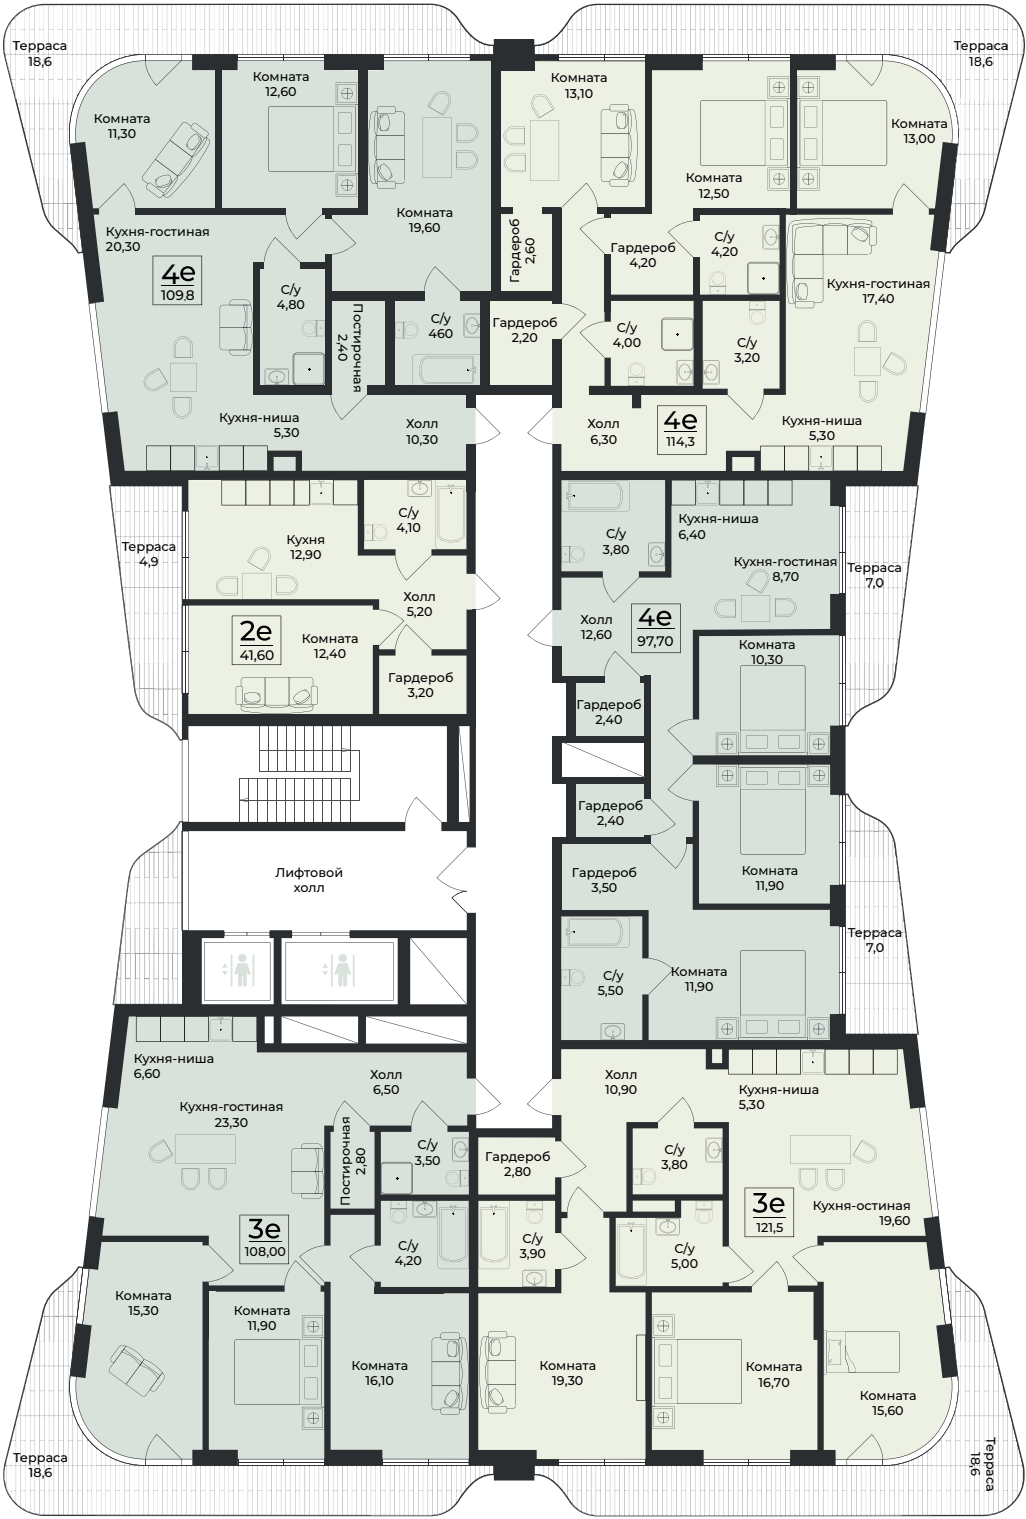 Терраса
18,6
Комната
12,60
Комната
13,10
Терраса
18,6
Комната
11,30
Комната
13,00
Комната
12,50
Кухня-гостиная
20,30
Комната
19,60
Гардероб
2,60
Гардероб
4,20
С/у
4,20
4е
109,8
С/у
4,80
Постирочная
2,40
С/у
460
Гардероб
2,20
С/у
4,00
С/у
3,20
Кухня-гостиная
17,40
Кухня-ниша
5,30
Холл
10,30
Холл
6,30
4е
114,3
Кухня-ниша
5,30
Терраса
4,9
Кухня
12,90
С/у
4,10
С/у
3,80
Кухня-ниша
6,40
Кухня-гостиная
8,70
Терраса
7,0
Холл
5,20
2е
41,60
Комната
12,40
Гардероб
3,20
Холл
12,60
4е
97,70
Комната
10,30
Гардероб
2,40
Гардероб
2,40
Лифтовой
холл
Гардероб
3,50
Комната
11,90
Терраса
7,0
С/у
5,50
Комната
11,90
Кухня-ниша
6,60
Холл
6,50
Холл
10,90
Кухня-ниша
5,30
Кухня-гостиная
23,30
Постирочная
2,80
С/у
3,50
Гардероб
2,80
С/у
3,80
3е
108,00
С/у
4,20
С/у
3,90
С/у
5,00
3е
121,5
Кухня-остиная
19,60
Комната
15,30
Комната
11,90
Комната
16,10
Комната
19,30
Комната
16,70
Комната
15,60
Терраса
18,6
Терраса
18,6